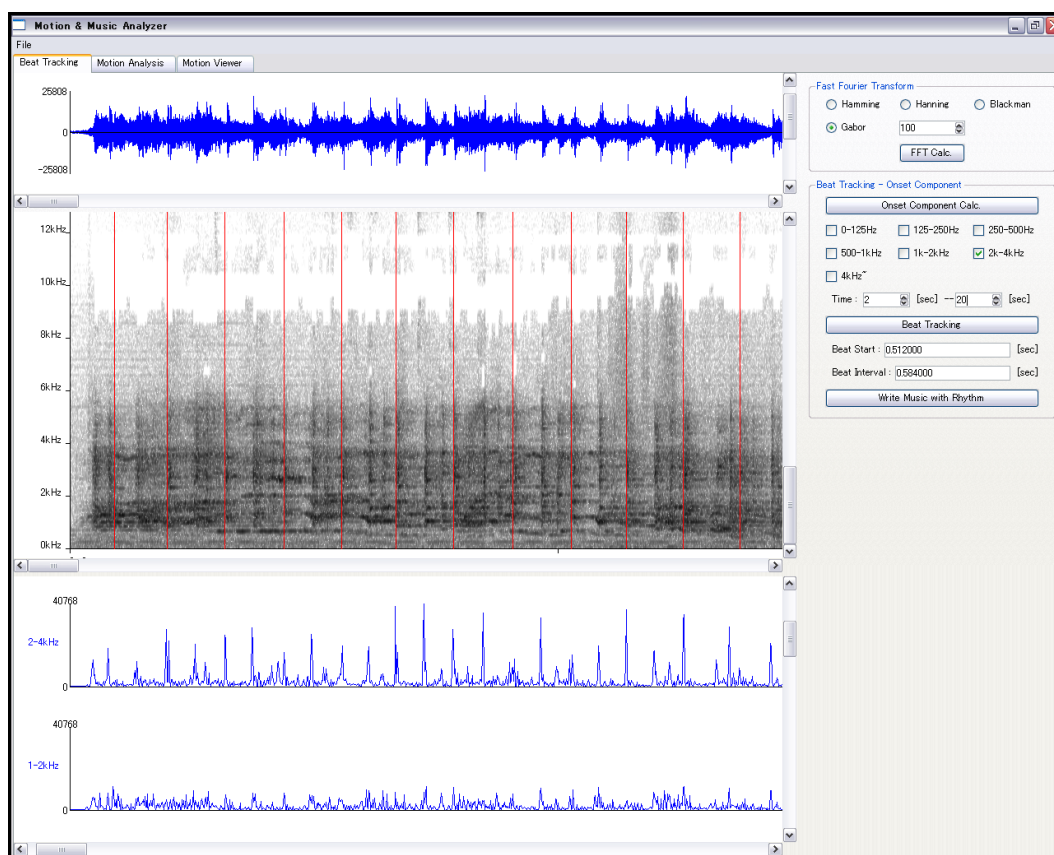 Motion & Music Analyzer
File
Beat Tracking Motion Analysis Motion Viewer
25808
0
-25808
12kHz
10kHz
8kHz
6kHz
4kHz
2kHz
0kHz
40768
2-4kHz
0
40768
1-2kHz
0
Fast Fourier Transform
Hamming Hanning Blackman
Gabor 100
FFT Calc.
Beat Tracking - Onset Component
Onset Component Calc.
0-125Hz 125-250Hz 250-500Hz
500-1kHz 1k-2kHz 2k-4kHz
4kHz~
Time : 2 [sec] -- 20 [sec]
Beat Tracking
Beat Start : 0.512000 [sec]
Beat Interval : 0.584000 [sec]
Write Music with Rhythm